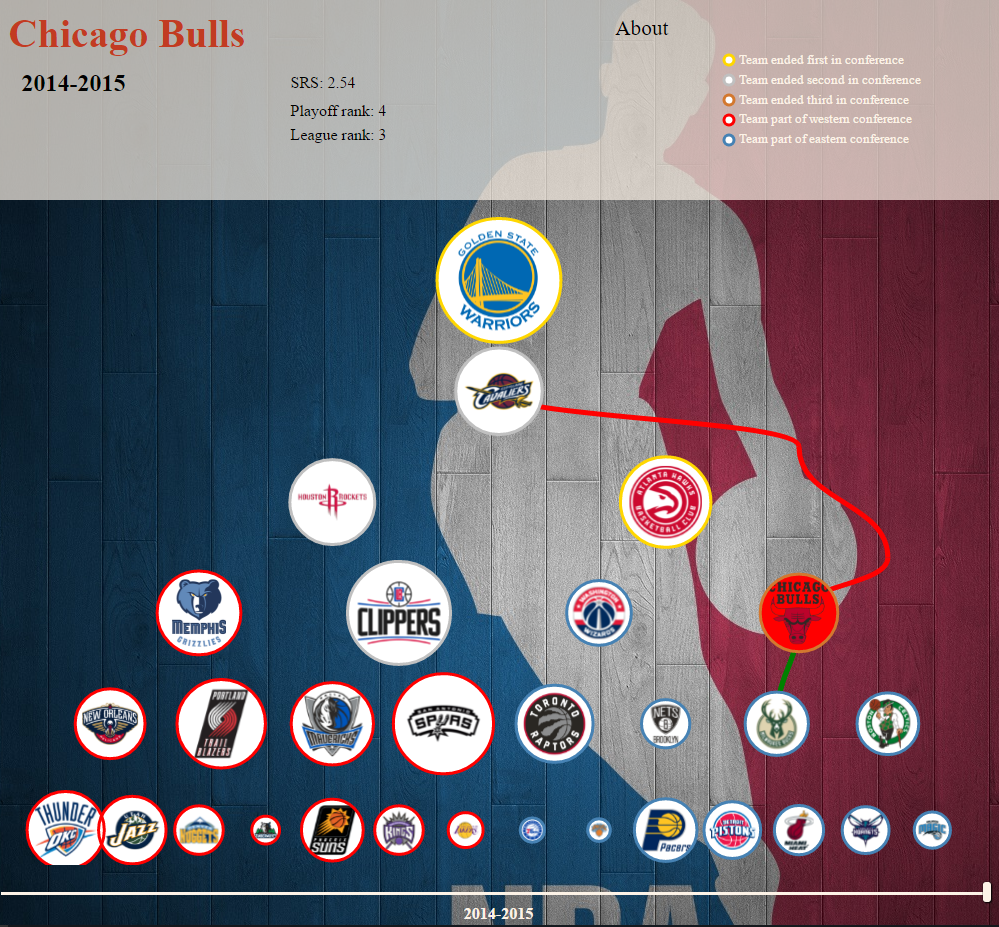 Chicago Bulls
About
2014-2015
SRS: 2.54
Playoff rank: 4
League rank: 3
Team ended first in conference
Team ended second in conference
Team ended third in conference
Team part of western conference
Team part of eastern conference
GOLDEN STATE
WARRIORS
CAVALIERS
HOUSTON ROCKETS
ATLANTA HAWKS
BASKETBALL CLUB
MEMPHIS
GRIZZLIES
CLIPPERS
WASHINGTON
WIZARDS
CHICAGO
BULLS
NEW ORLEANS
PELICANS
PORTLAND
TRAIL
BLAZERS
MAVERICKS
SAN ANTONIO
SPURS
TORONTO
RAPTORS
NETS
B
BROOKLYN
BOSTON
CELTICS
THUNDER
OKC
JAZZ
NUGGETS
SUNS
KINGS
LAKERS
Pacers
DETROIT
PISTONS
MIAMI
HEAT
HORNETS
MAGIC
NBA
2014-2015